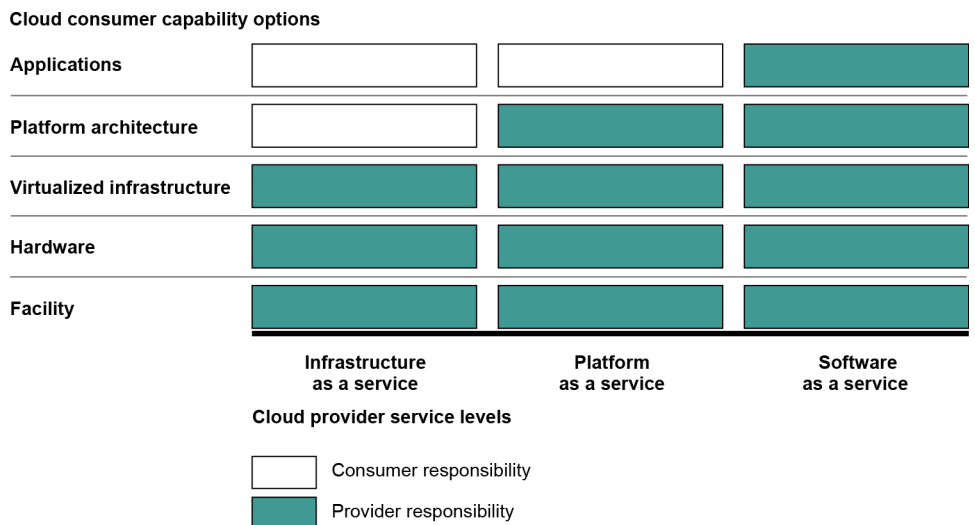 Cloud consumer capability options
Applications
Platform architecture
Virtualized infrastructure
Hardware
Facility
Infrastructure
as a service
Platform
as a service
Software
as a service
Cloud provider service levels
Consumer responsibility
Provider responsibility